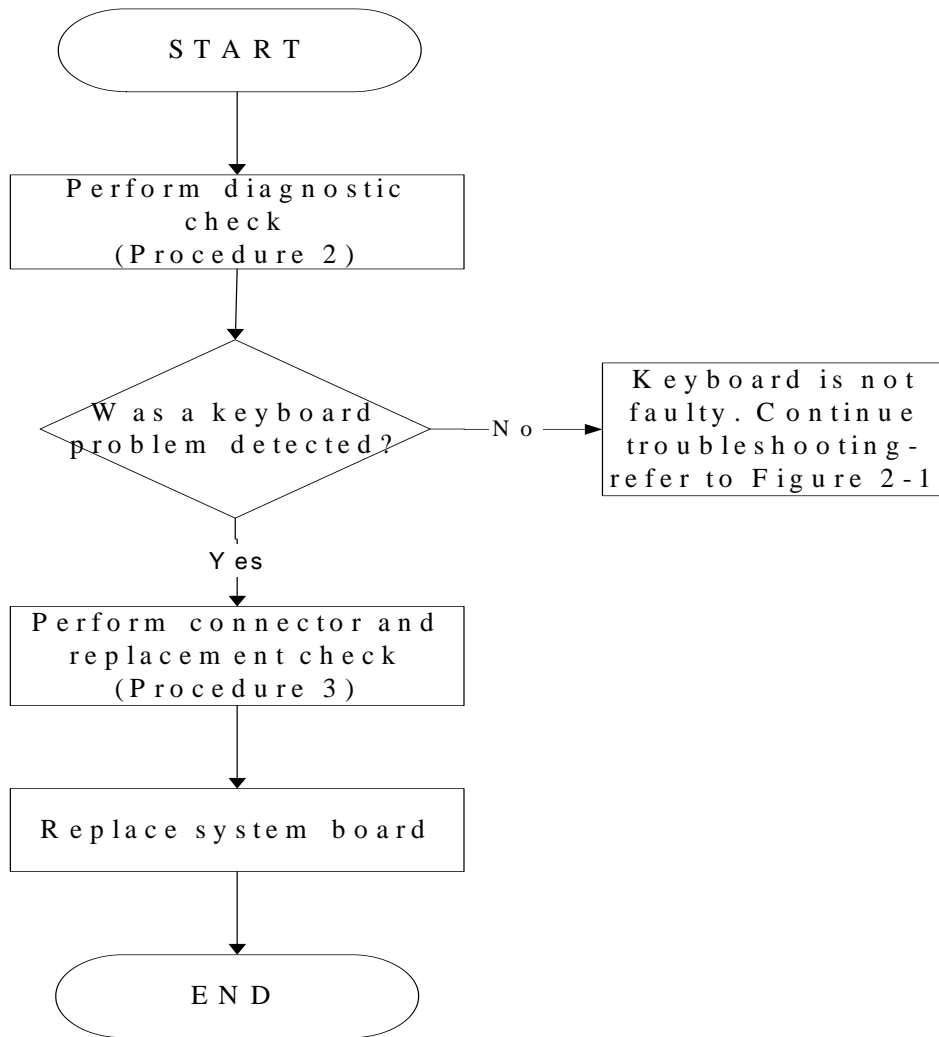 START
Perform diagnostic
check
(Procedure 2)
Was a keyboard
problem detected?
No
Keyboard is not
faulty. Continue
troubleshooting-
refer to Figure 2-1
Yes
Perform connector and
replacement check
(Procedure 3)
Replace system board
END